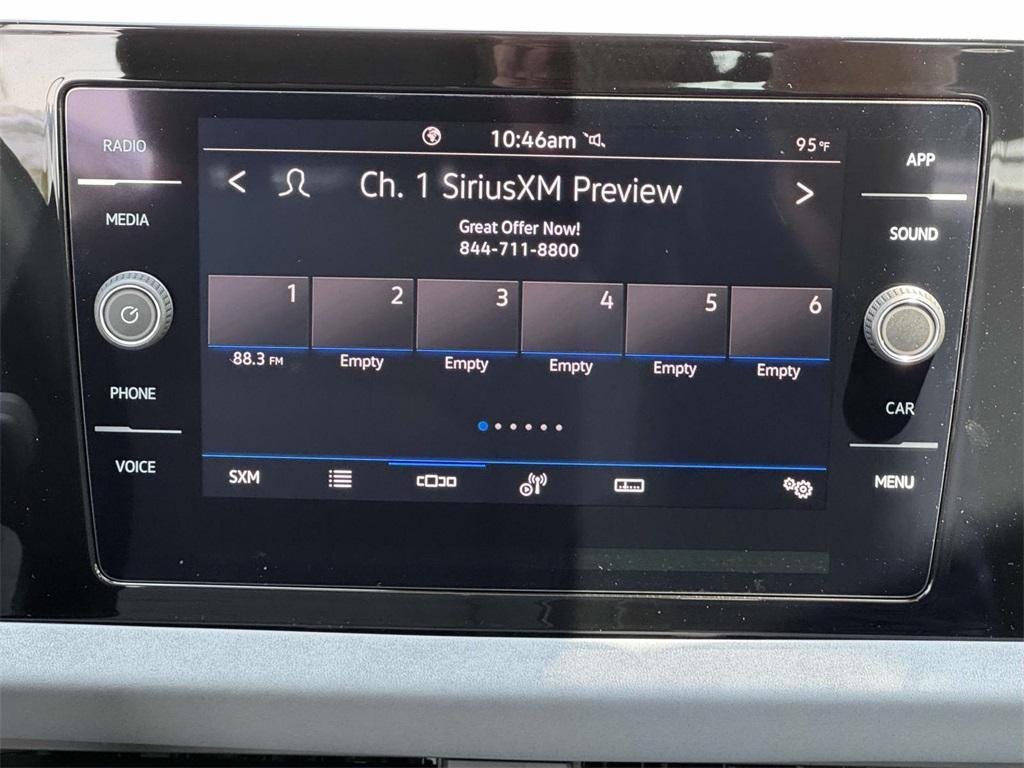 RADIO
MEDIA
PHONE
VOICE
10:46am
95°F
< Ch. 1 SiriusXM Preview >
Great Offer Now!
844-711-8800
1 2 3 4 5 6
88.3 FM Empty Empty Empty Empty Empty
SXM
APP
SOUND
CAR
MENU